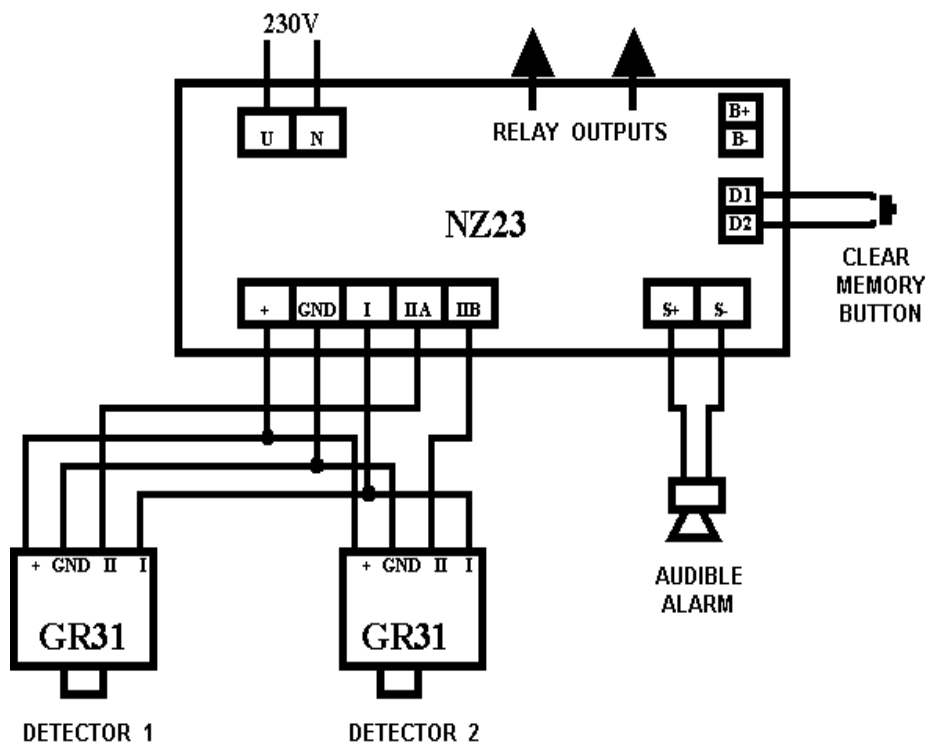 230V
U N
RELAY OUTPUTS
B+
B-
D1
D2
NZ23
CLEAR
MEMORY
BUTTON
+ GND I IIA IIB
S+ S-
+ GND II I
+ GND II I
GR31
GR31
AUDIBLE
ALARM
DETECTOR 1
DETECTOR 2